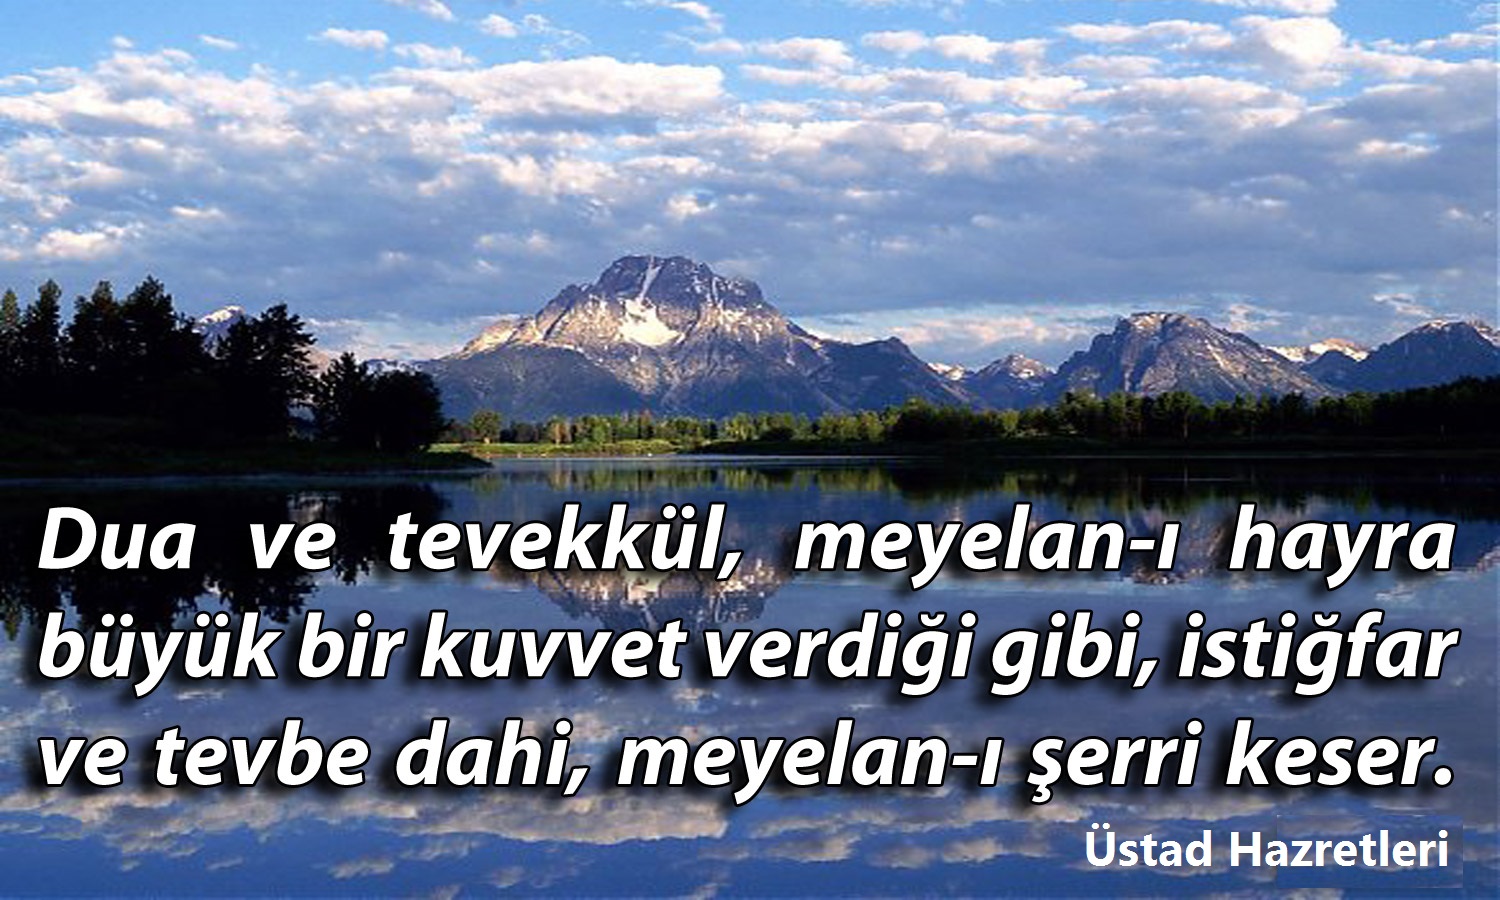 Dua ve tevekkül, meyelan-ı hayra
büyük bir kuvvet verdiği gibi, istiğfar
ve tevbe dahi, meyelan-ı şerri keser.
Üstad Hazretleri